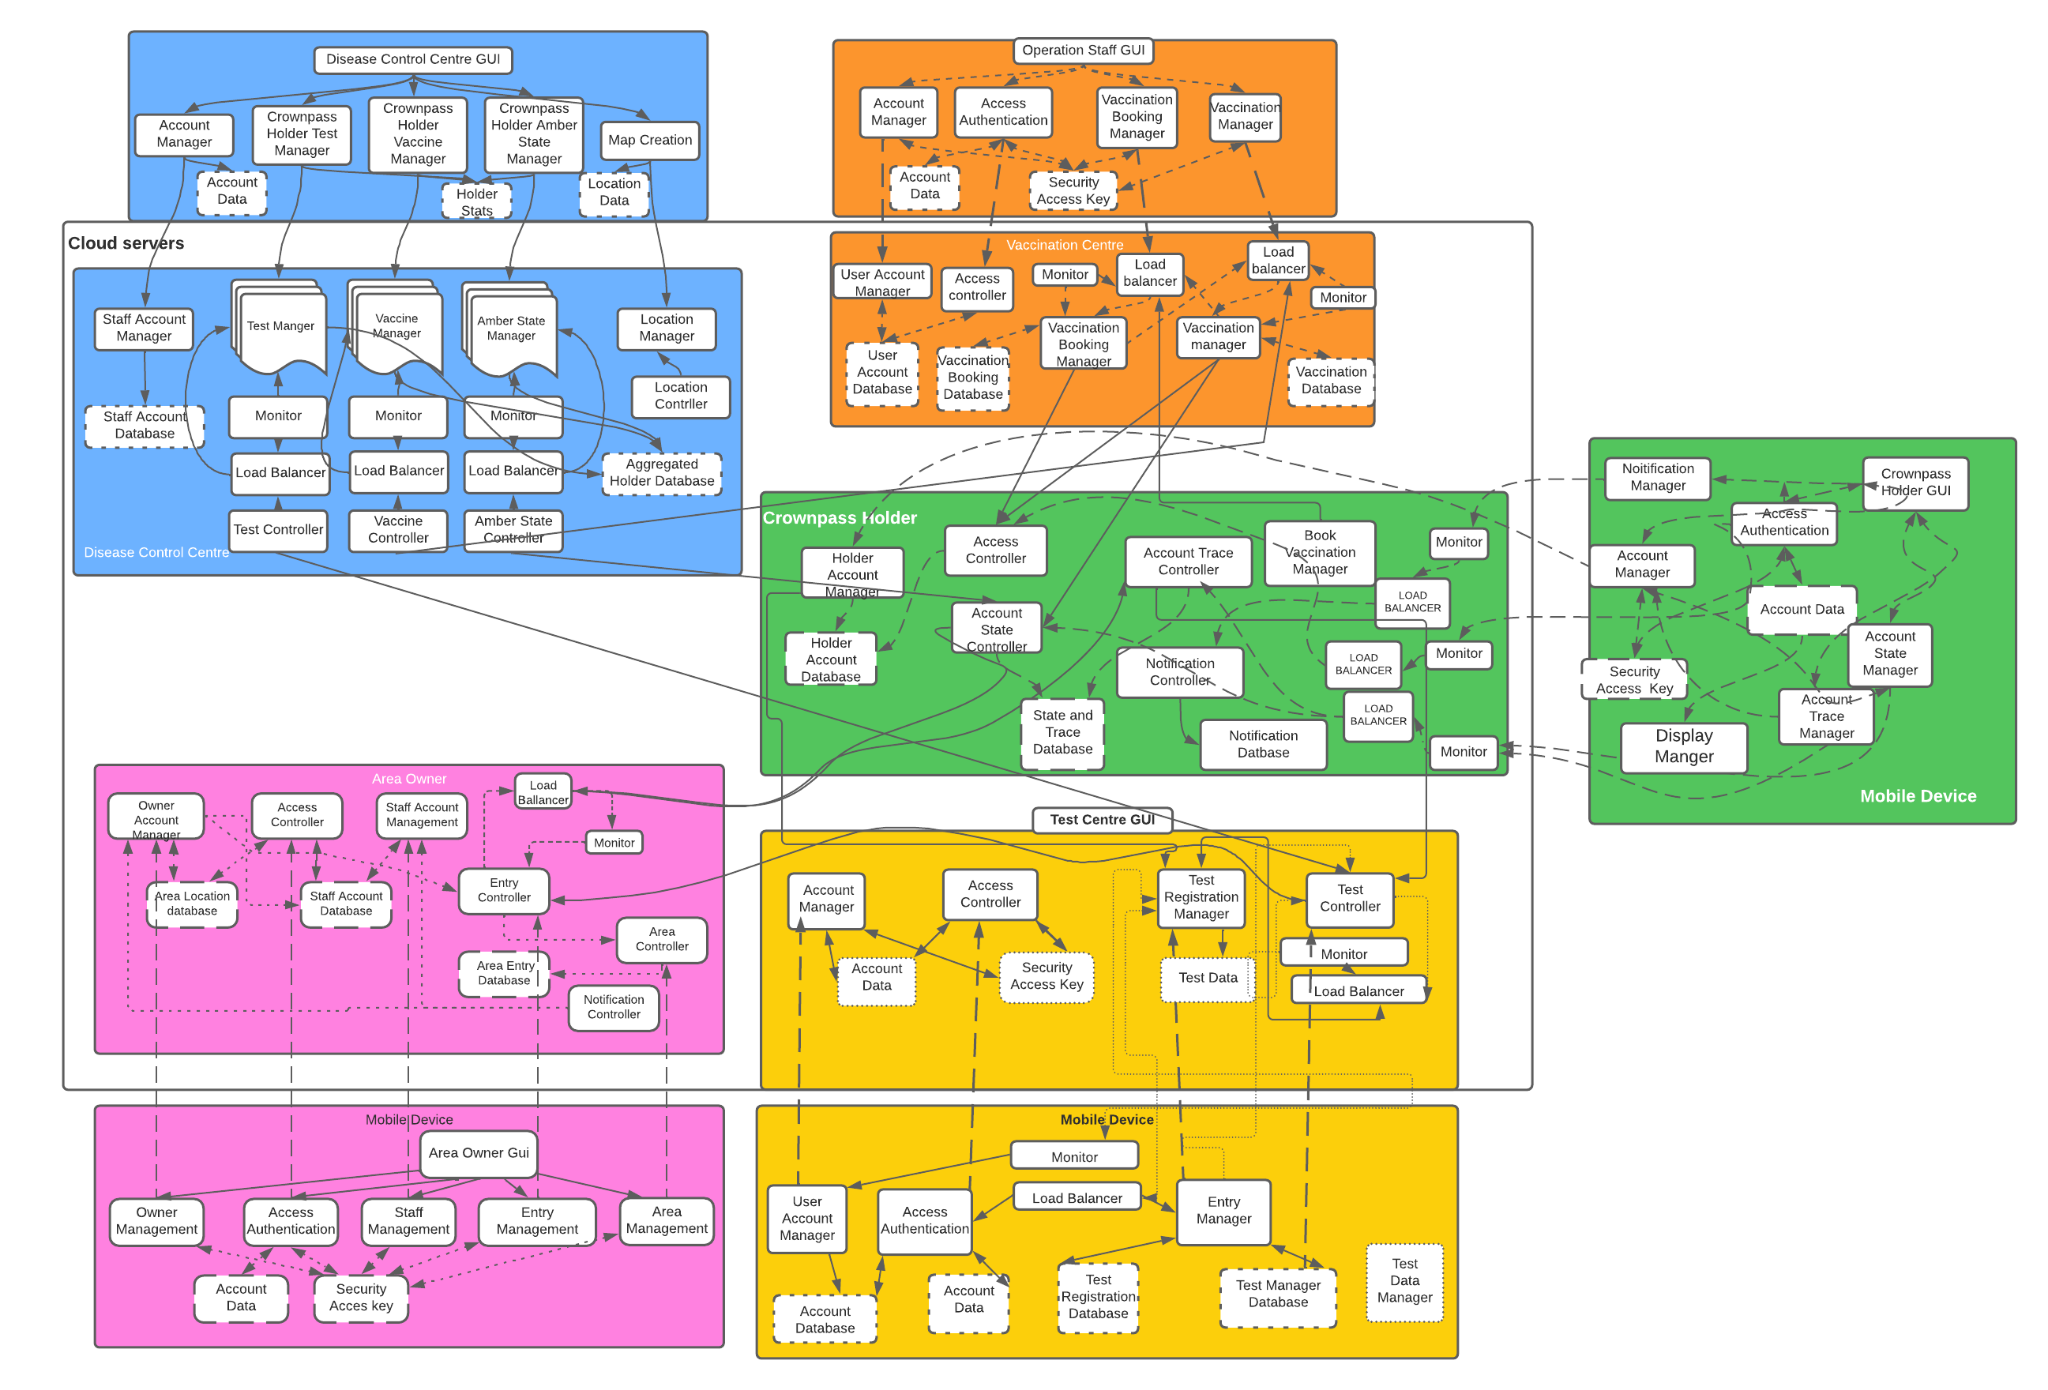 Disease Control Centre GUI
Account
Manager
Crownpass
Holder Test
Manager
Crownpass
Holder
Vaccine
Manager
Crownpass
Holder Amber
State
Manager
Map Creation
Account
Data
Holder
Stats
Location
Data
Operation Staff GUI
Account
Manager
Access
Authentication
Vaccination
Booking
Manager
Vaccination
Manager
Account
Data
Security
Access Key
Cloud servers
Staff Account
Manager
Test Manger
Vaccine
Manager
Amber State
Manager
Location
Manager
Location
Contrller
Staff Account
Database
Monitor
Monitor
Monitor
Load Balancer
Load Balancer
Load Balancer
Aggregated
Holder Database
Test Controller
Vaccine
Controller
Amber State
Controller
Disease Control Centre
Vaccination Centre
User Account
Manager
Access
controller
Monitor
Load
balancer
Load
balancer
Monitor
Vaccination
Booking
Manager
Vaccination
manager
User
Account
Database
Vaccination
Booking
Database
Vaccination
Database
Crownpass Holder
Holder
Account
Manager
Access
Controller
Account Trace
Controller
Book
Vaccination
Manager
Monitor
LOAD
BALANCER
Account
State
Controller
Holder
Account
Database
Notification
Controller
LOAD
BALANCER
Monitor
State and
Trace
Database
Notification
Datbase
LOAD
BALANCER
Monitor
Noitification
Manager
Crownpass
Holder GUI
Access
Authentication
Account
Manager
Account Data
Account
State
Manager
Security
Access  Key
Account
Trace
Manager
Display
Manger
Mobile Device
Area Owner
Owner
Account
Manager
Access
Controller
Staff Account
Management
Load
Ballancer
Monitor
Area Location
database
Staff Account
Database
Entry
Controller
Area
Controller
Area Entry
Database
Notification
Controller
Test Centre GUI
Account
Manager
Access
Controller
Test
Registration
Manager
Test
Controller
Account
Data
Security
Access Key
Test Data
Monitor
Load Balancer
Mobile Device
Area Owner Gui
Owner
Management
Access
Authentication
Staff
Management
Entry
Management
Area
Management
Account
Data
Security
Acces key
Mobile Device
Monitor
User
Account
Manager
Access
Authentication
Load Balancer
Entry
Manager
Account
Database
Account
Data
Test
Registration
Database
Test Manager
Database
Test
Data
Manager